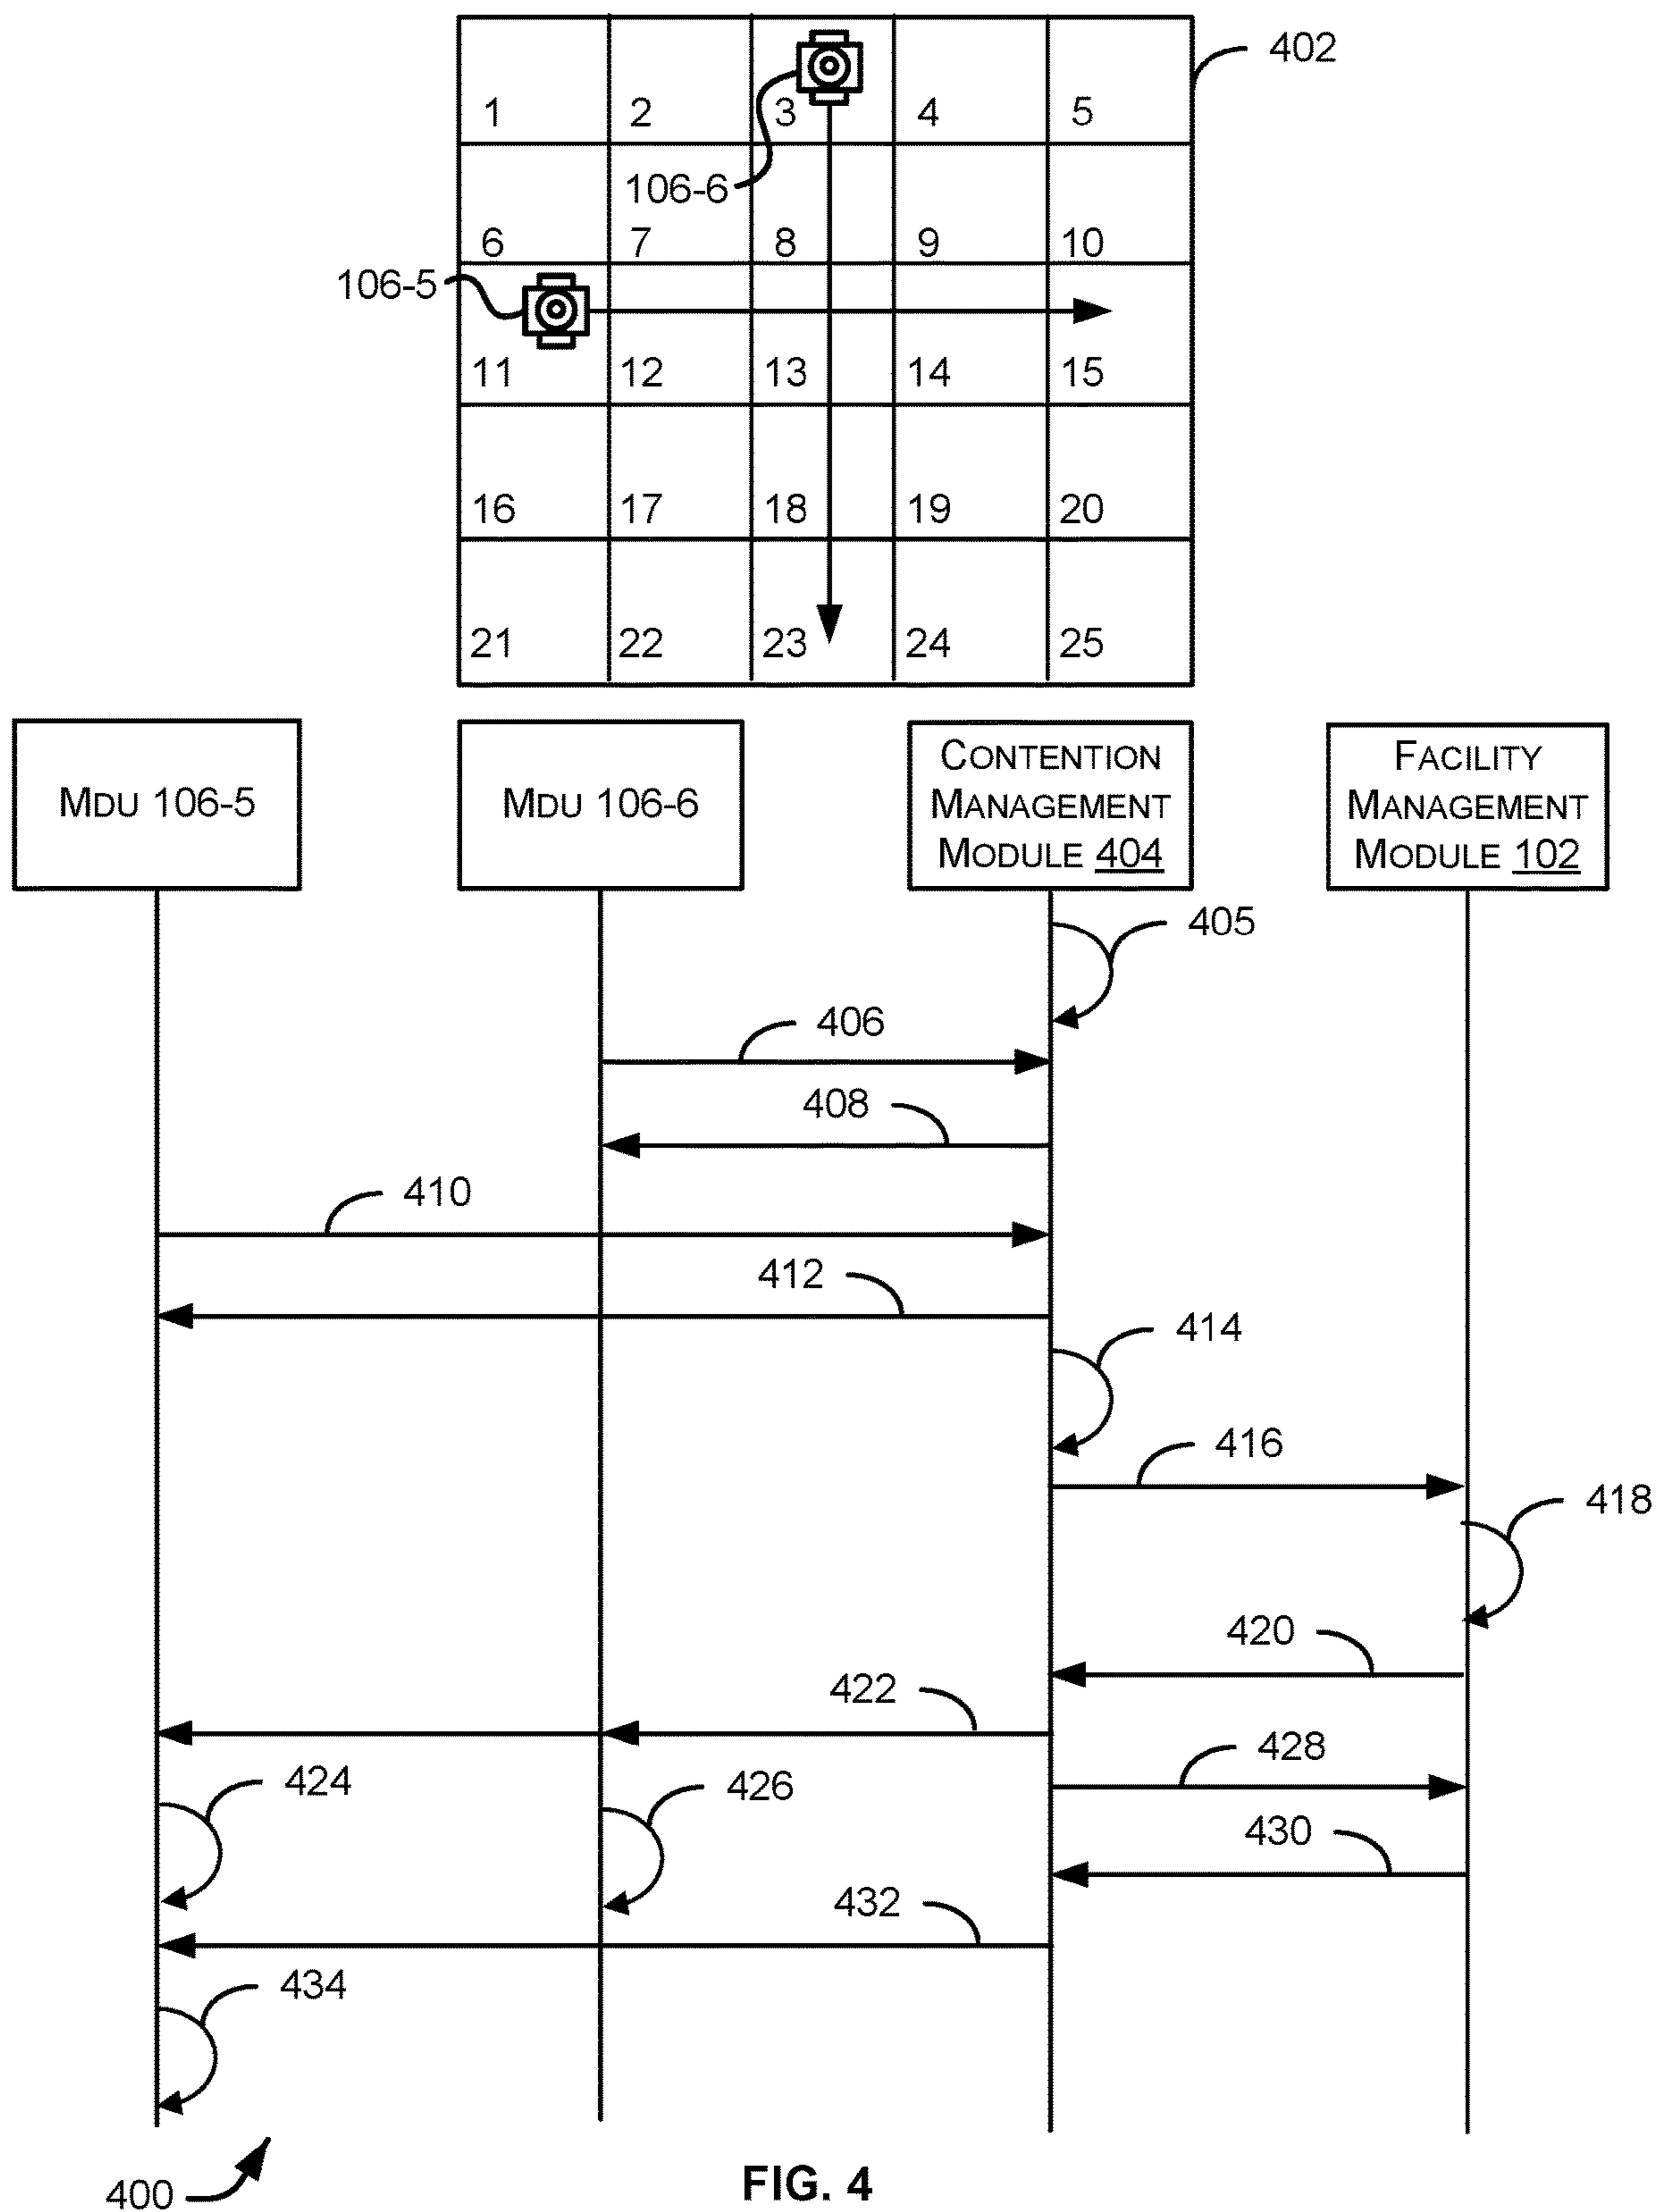 402
1 2 3 4 5
106-6
6 7 8 9 10
106-5
11 12 13 14 15
16 17 18 19 20
21 22 23 24 25
MDU 106-5
MDU 106-6
CONTENTION
MANAGEMENT
MODULE 404
FACILITY
MANAGEMENT
MODULE 102
405
406
408
410
412
414
416
418
420
422
428
424
426
430
432
434
400
FIG. 4